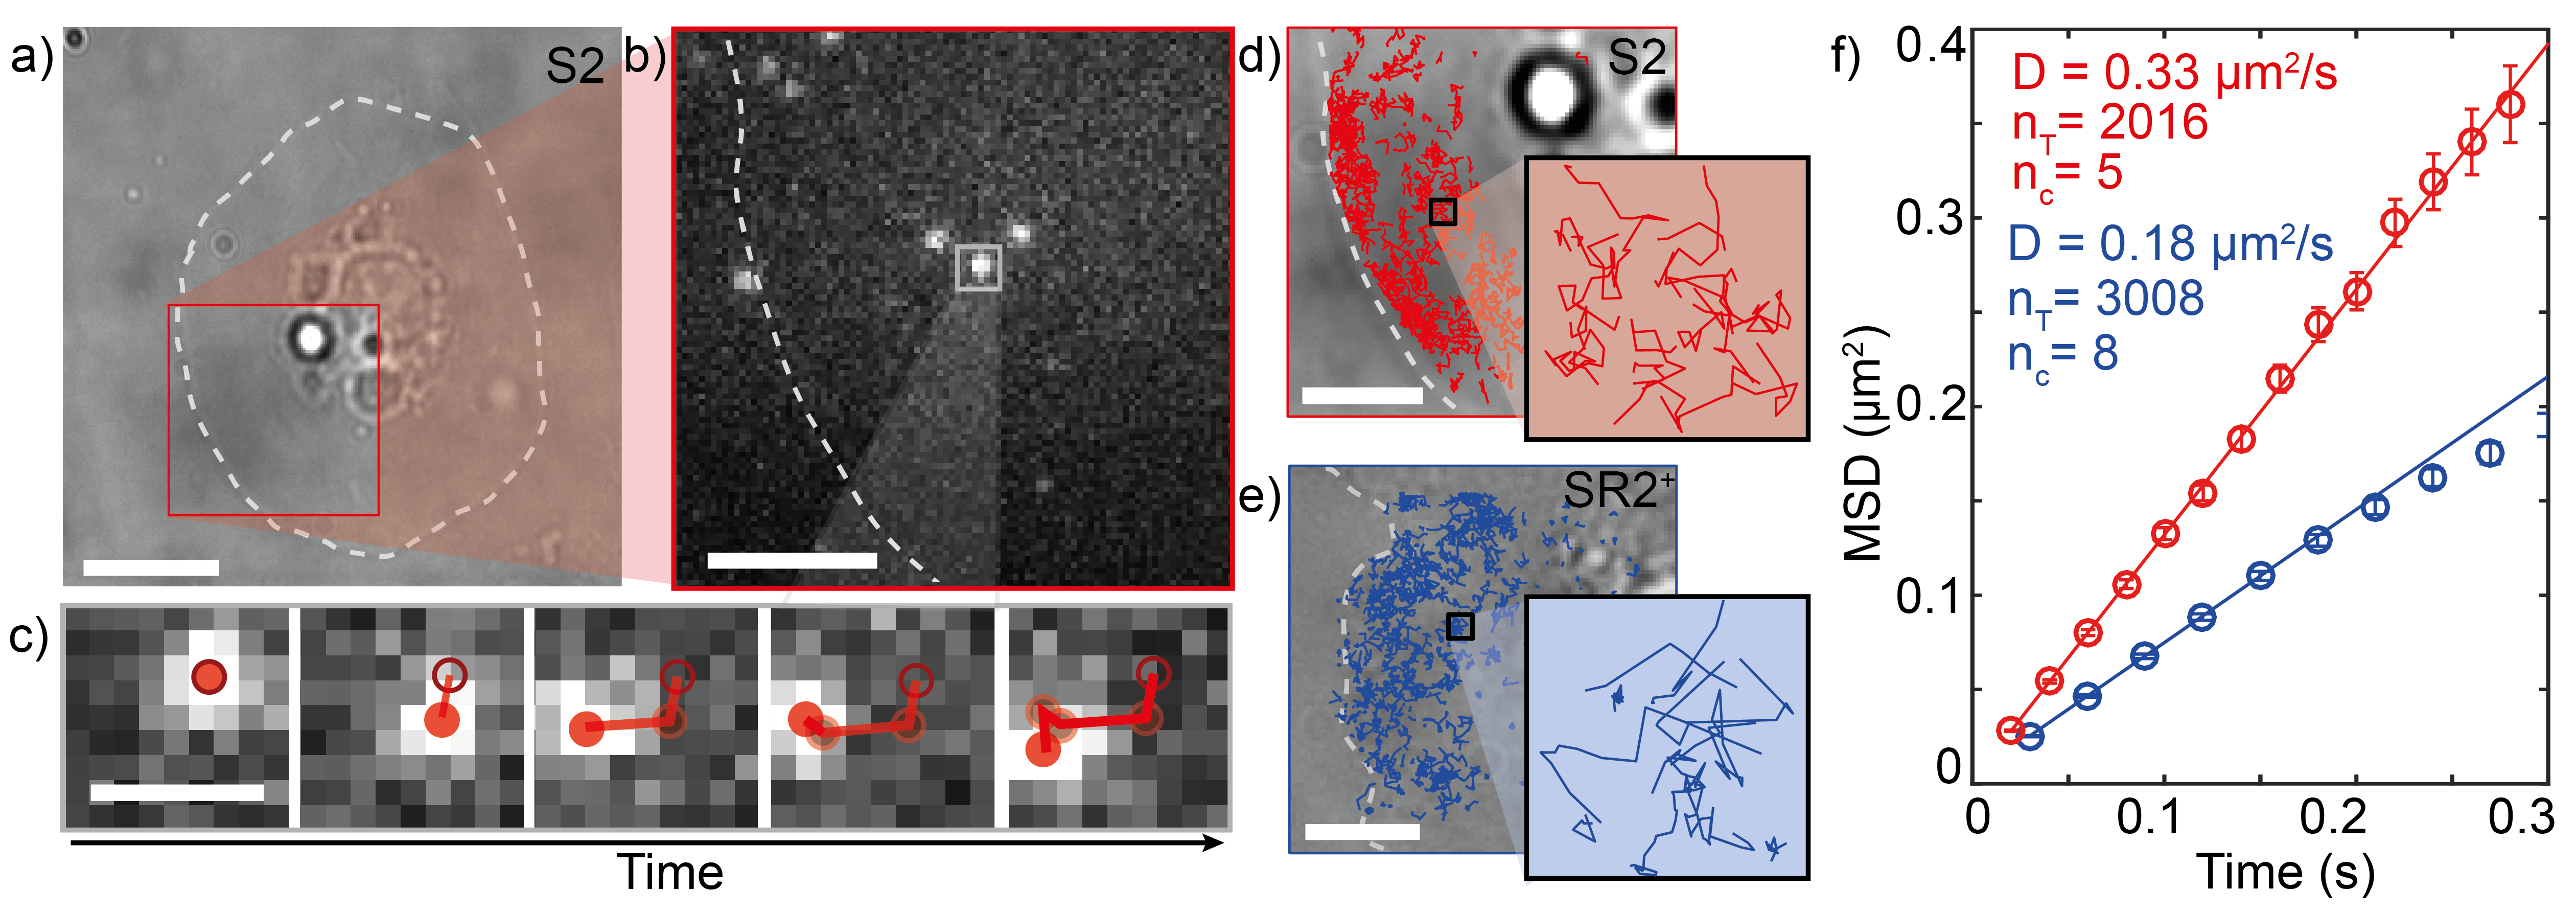 a)
S2
b)
c)
Time
d)
S2
e)
SR2⁺
f)
D = 0.33 µm²/s
n_T= 2016
n_c= 5
D = 0.18 µm²/s
n_T= 3008
n_c= 8
MSD (µm²)
0.4
0.3
0.2
0.1
0
0 0.1 0.2 0.3
Time (s)